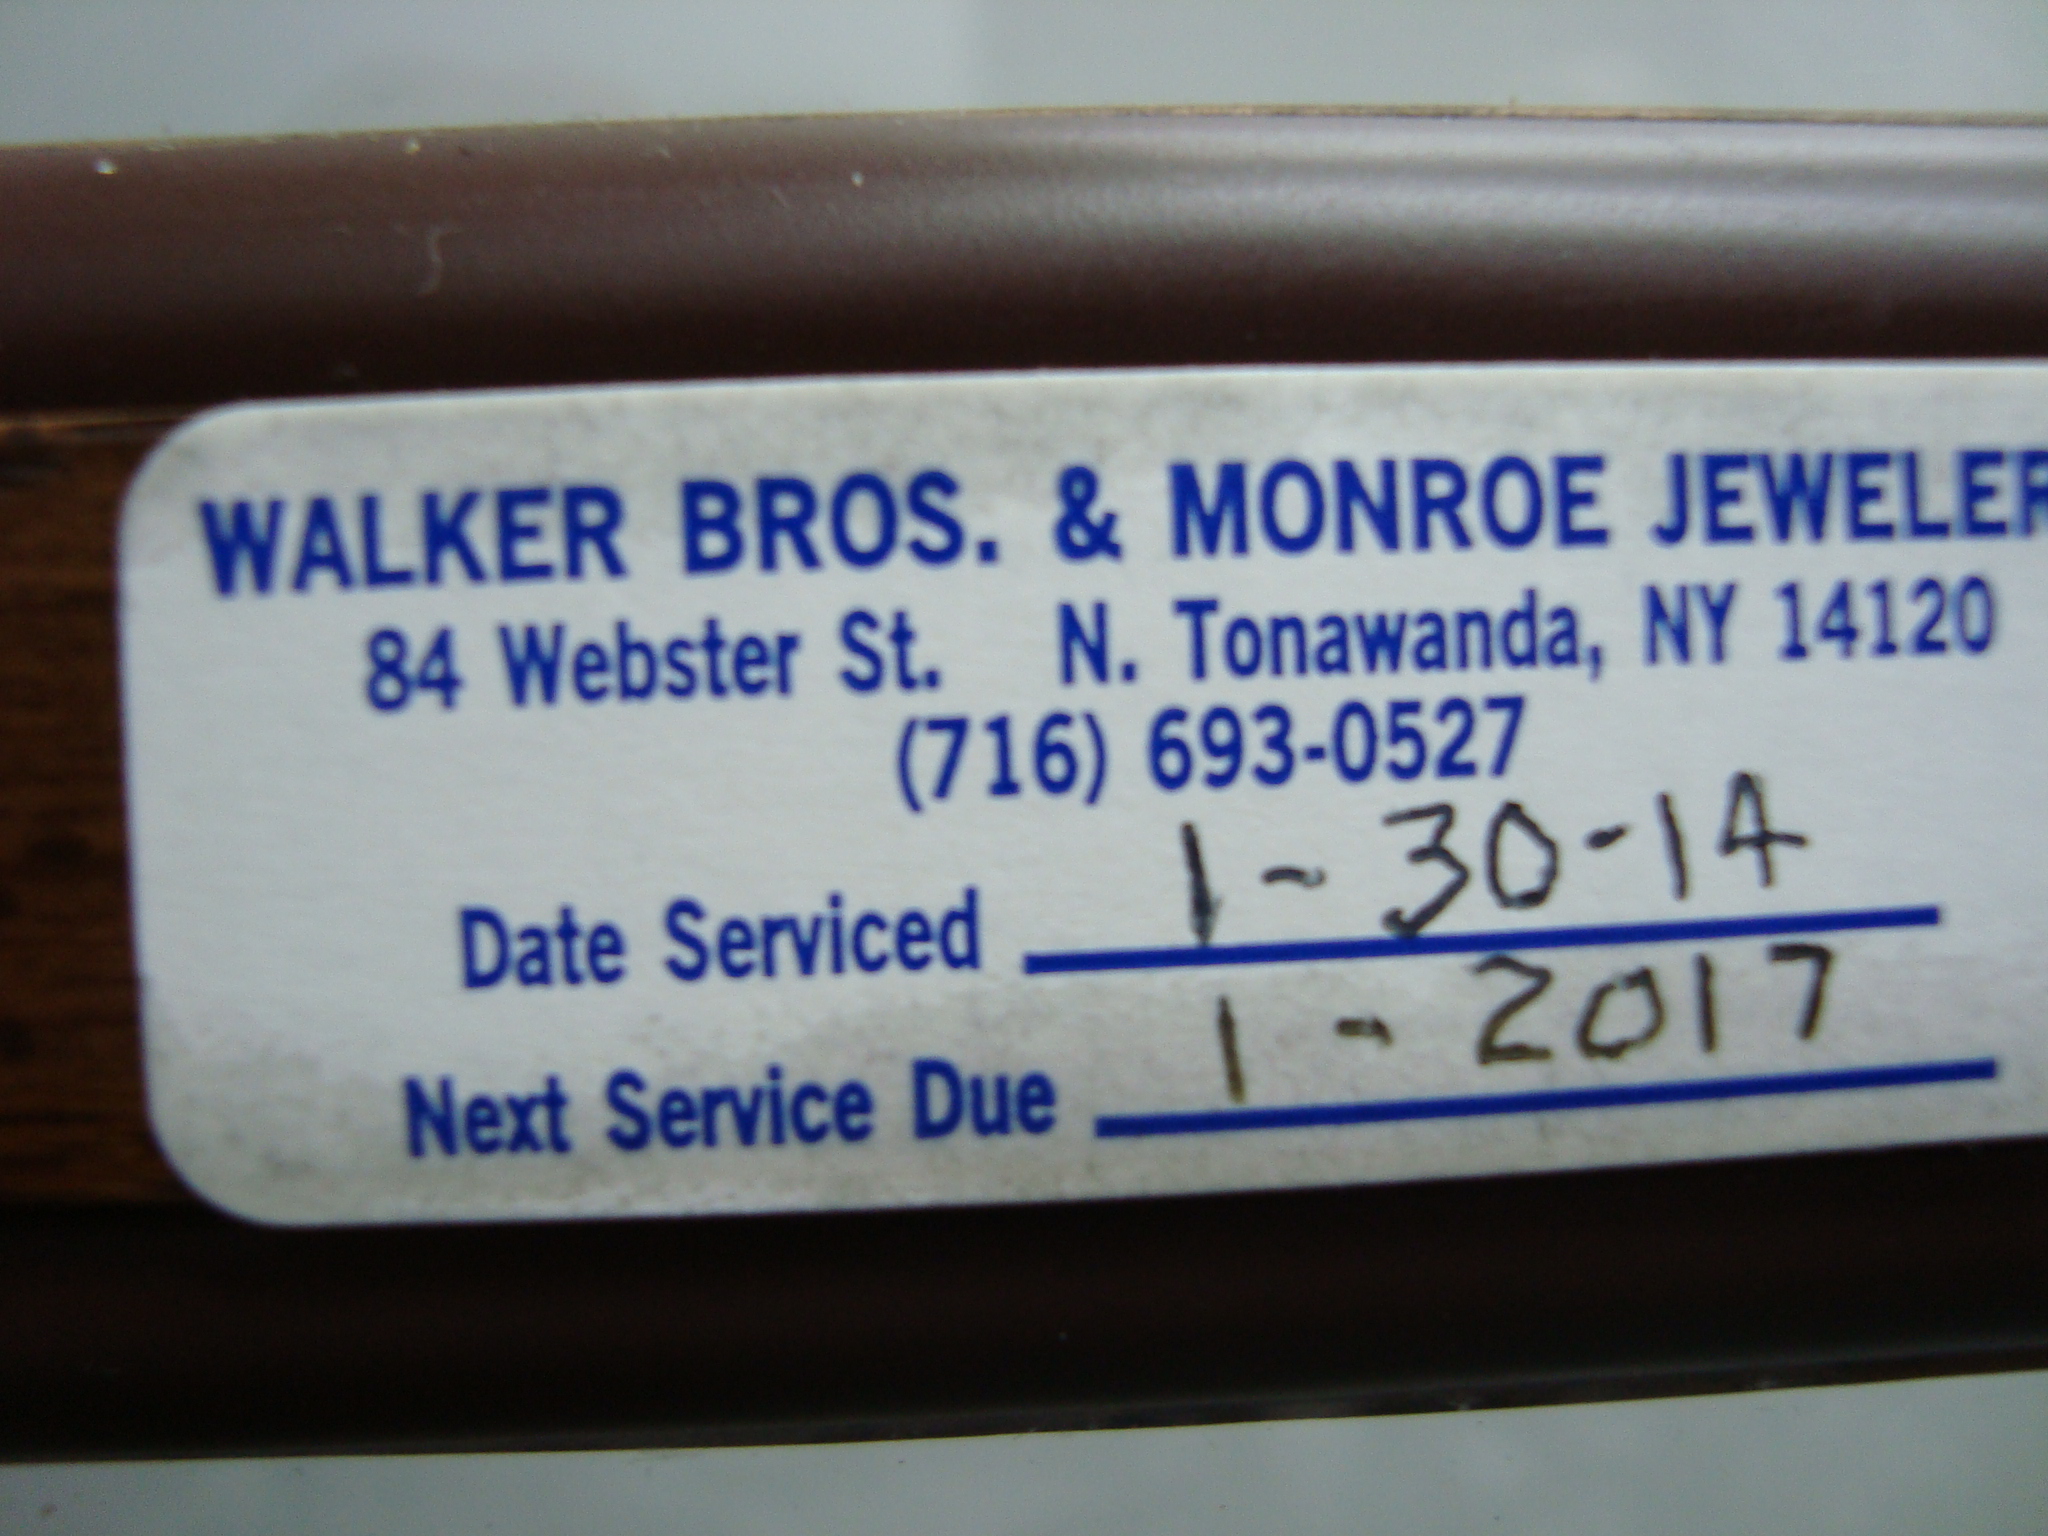 WALKER BROS. & MONROE JEWELER
84 Webster St. N. Tonawanda, NY 14120
(716) 693-0527
Date Serviced 1-30-14
Next Service Due 1-2017